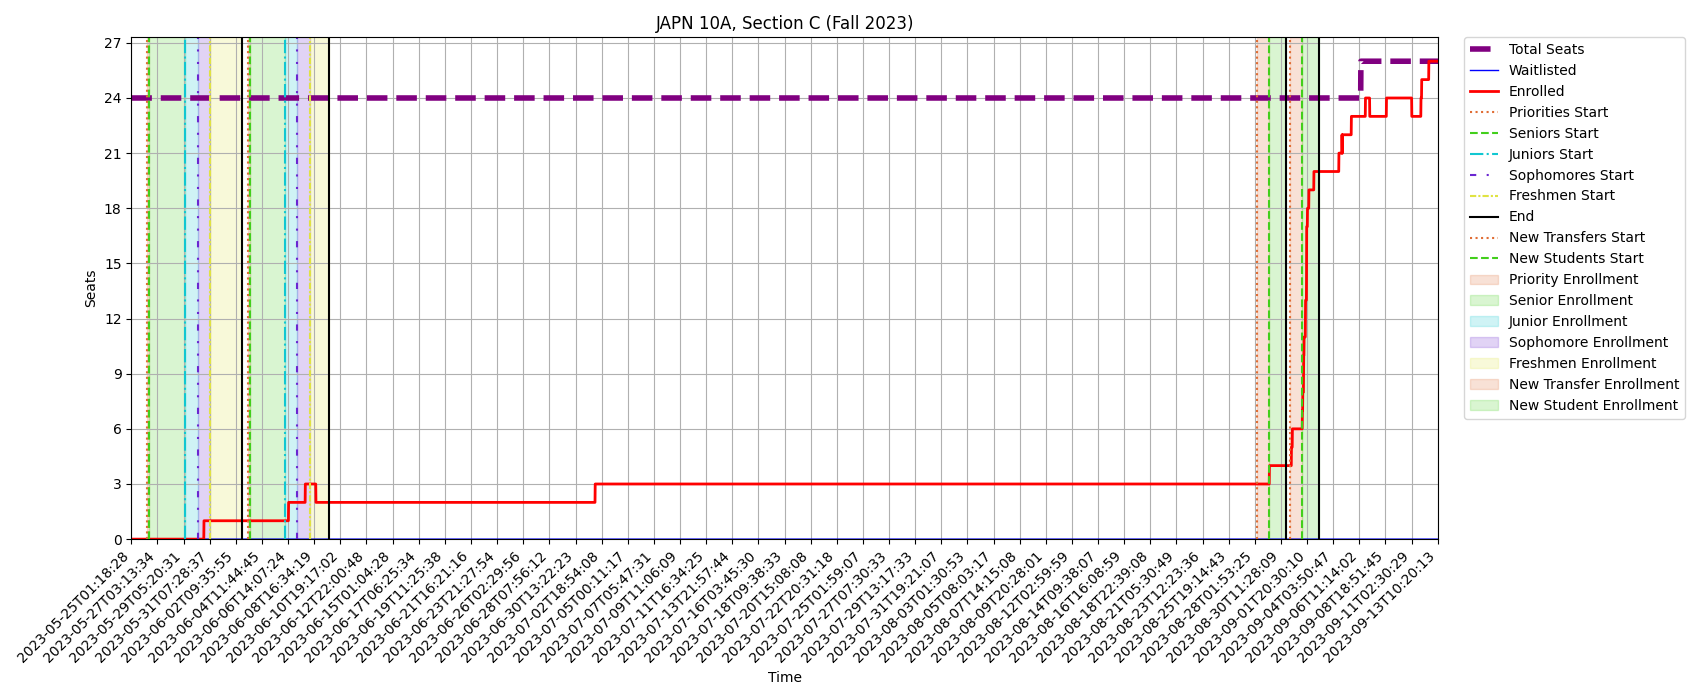 JAPN 10A, Section C (Fall 2023)
Seats
27
24
21
18
15
12
9
6
3
0
2023-05-25T01:18:28
2023-05-27T03:13:34
2023-05-29T05:20:31
2023-05-31T07:28:37
2023-06-02T09:35:55
2023-06-04T11:44:45
2023-06-06T14:07:24
2023-06-08T16:34:19
2023-06-10T19:17:02
2023-06-12T22:00:48
2023-06-15T01:04:28
2023-06-17T06:25:34
2023-06-19T11:25:38
2023-06-21T16:21:16
2023-06-23T21:27:54
2023-06-26T02:29:56
2023-06-28T07:56:12
2023-06-30T13:22:23
2023-07-02T18:54:08
2023-07-05T00:11:17
2023-07-07T05:47:31
2023-07-09T11:06:09
2023-07-11T16:34:25
2023-07-13T21:57:44
2023-07-16T03:45:30
2023-07-18T09:38:33
2023-07-20T15:08:08
2023-07-22T20:31:18
2023-07-25T01:59:07
2023-07-27T07:30:33
2023-07-29T13:17:33
2023-07-31T19:21:07
2023-08-03T01:30:53
2023-08-05T08:03:17
2023-08-07T14:15:08
2023-08-09T20:28:01
2023-08-12T02:59:59
2023-08-14T09:38:07
2023-08-16T16:08:59
2023-08-18T22:39:08
2023-08-21T05:30:49
2023-08-23T12:23:36
2023-08-25T19:14:43
2023-08-28T01:53:25
2023-08-30T11:28:09
2023-09-01T20:30:10
2023-09-04T03:50:47
2023-09-06T11:14:02
2023-09-08T18:51:45
2023-09-11T02:30:29
2023-09-13T10:20:13
Time
Total Seats
Waitlisted
Enrolled
Priorities Start
Seniors Start
Juniors Start
Sophomores Start
Freshmen Start
End
New Transfers Start
New Students Start
Priority Enrollment
Senior Enrollment
Junior Enrollment
Sophomore Enrollment
Freshmen Enrollment
New Transfer Enrollment
New Student Enrollment